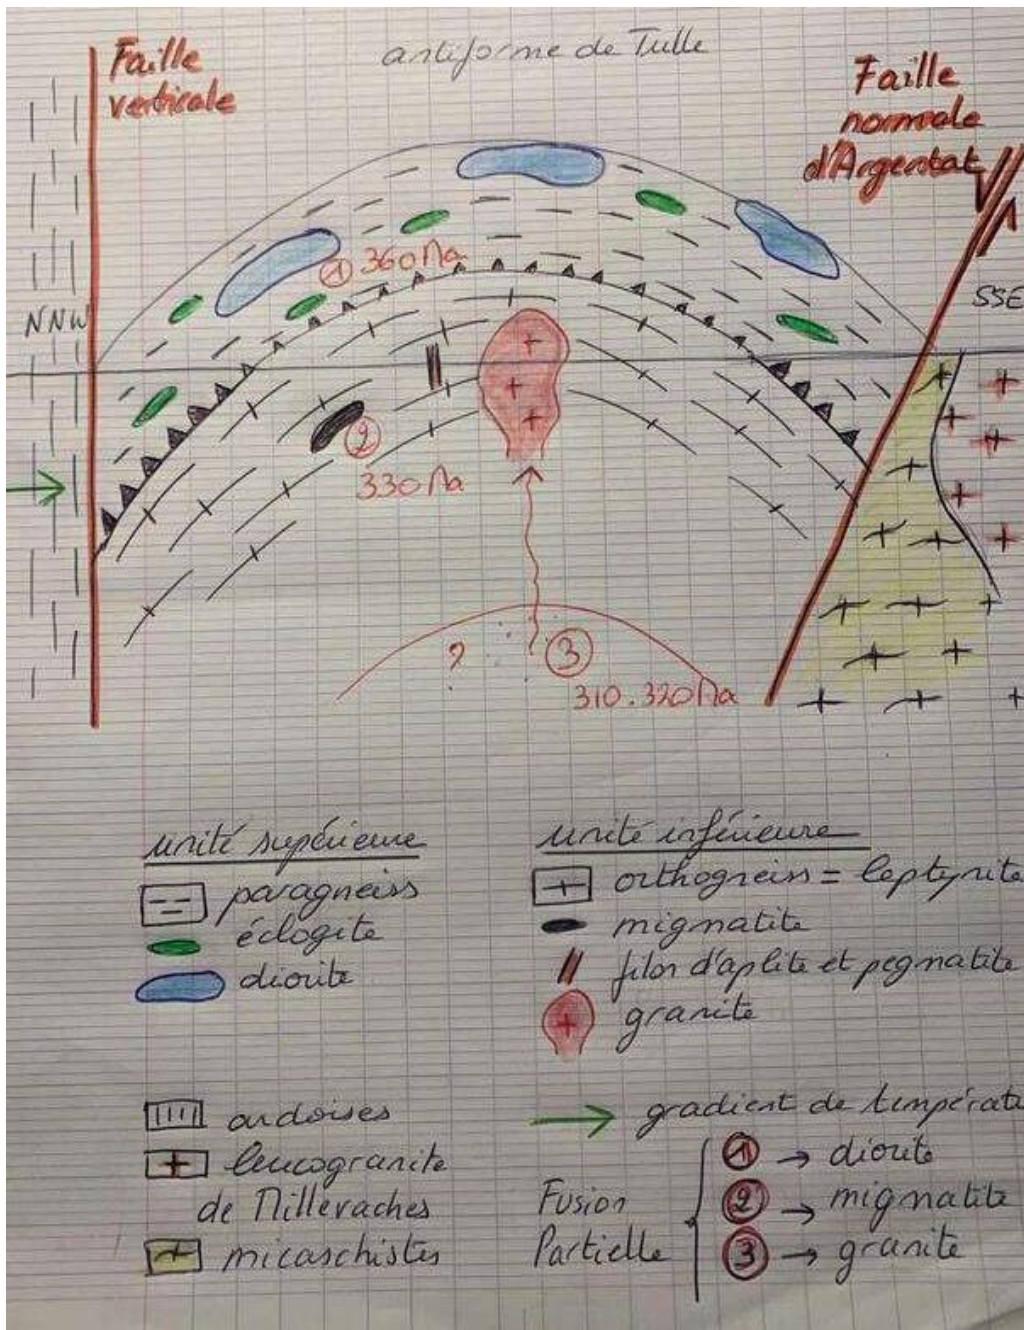 antiforme de Tulle
Faille
verticale
Faille
normale
d'Argentat
① 360 Ma
NNW
SSE
②
330 Ma
?
③
310.320 Ma
unité supérieure
paragneiss
éclogite
diorite
unité inférieure
orthogneiss = leptynite
migmatite
filon d'aplite et pegmatite
granite
ardoises
leucogranite
de Millevaches
micaschistes
gradient de températu
Fusion
Partielle
① → diorite
② → migmatite
③ → granite